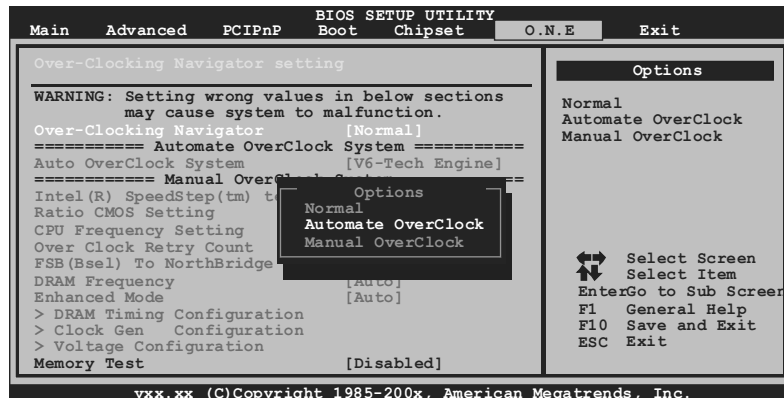 BIOS SETUP UTILITY
Main Advanced PCIPnP Boot Chipset O.N.E Exit
Over-Clocking Navigator setting
WARNING: Setting wrong values in below sections
may cause system to malfunction.
Over-Clocking Navigator [Normal]
=========== Automate OverClock System ===========
Auto OverClock System [V6-Tech Engine]
============ Manual OverClock System ==
Intel(R) SpeedStep(tm) t
Ratio CMOS Setting
CPU Frequency Setting
Over Clock Retry Count
FSB(Bsel) To NorthBridge
DRAM Frequency [Auto]
Enhanced Mode [Auto]
> DRAM Timing Configuration
> Clock Gen Configuration
> Voltage Configuration
Memory Test [Disabled]
Options
Normal
Automate OverClock
Manual OverClock
Options
Normal
Automate OverClock
Manual OverClock
Select Screen
Select Item
Enter Go to Sub Screen
F1 General Help
F10 Save and Exit
ESC Exit
vxx.xx (C)Copyright 1985-200x, American Megatrends, Inc.